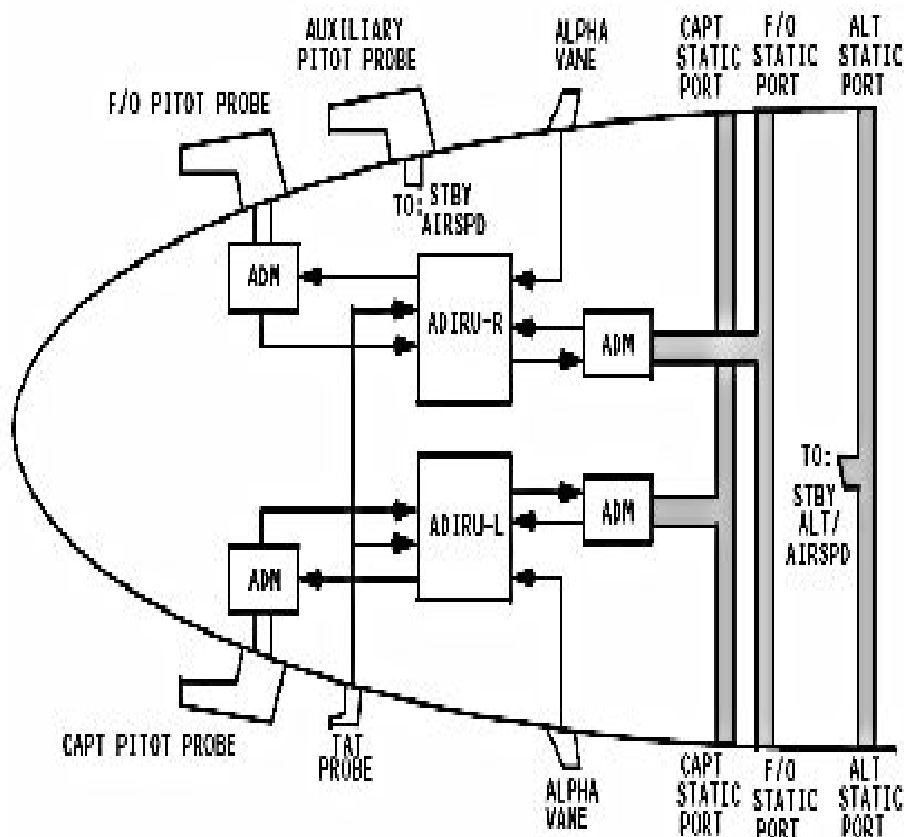 AUXILIARY
PITOT PROBE
ALPHA
VANE
CAPT
STATIC
PORT
F/O
STATIC
PORT
ALT
STATIC
PORT
F/O PITOT PROBE
TO: STBY
AIRSPD
ADM
ADIRU-R
ADM
TO:
STBY
ALT/
AIRSPD
ADIRU-L
ADM
ADM
CAPT PITOT PROBE
TAT
PROBE
ALPHA
VANE
CAPT
STATIC
PORT
F/O
STATIC
PORT
ALT
STATIC
PORT